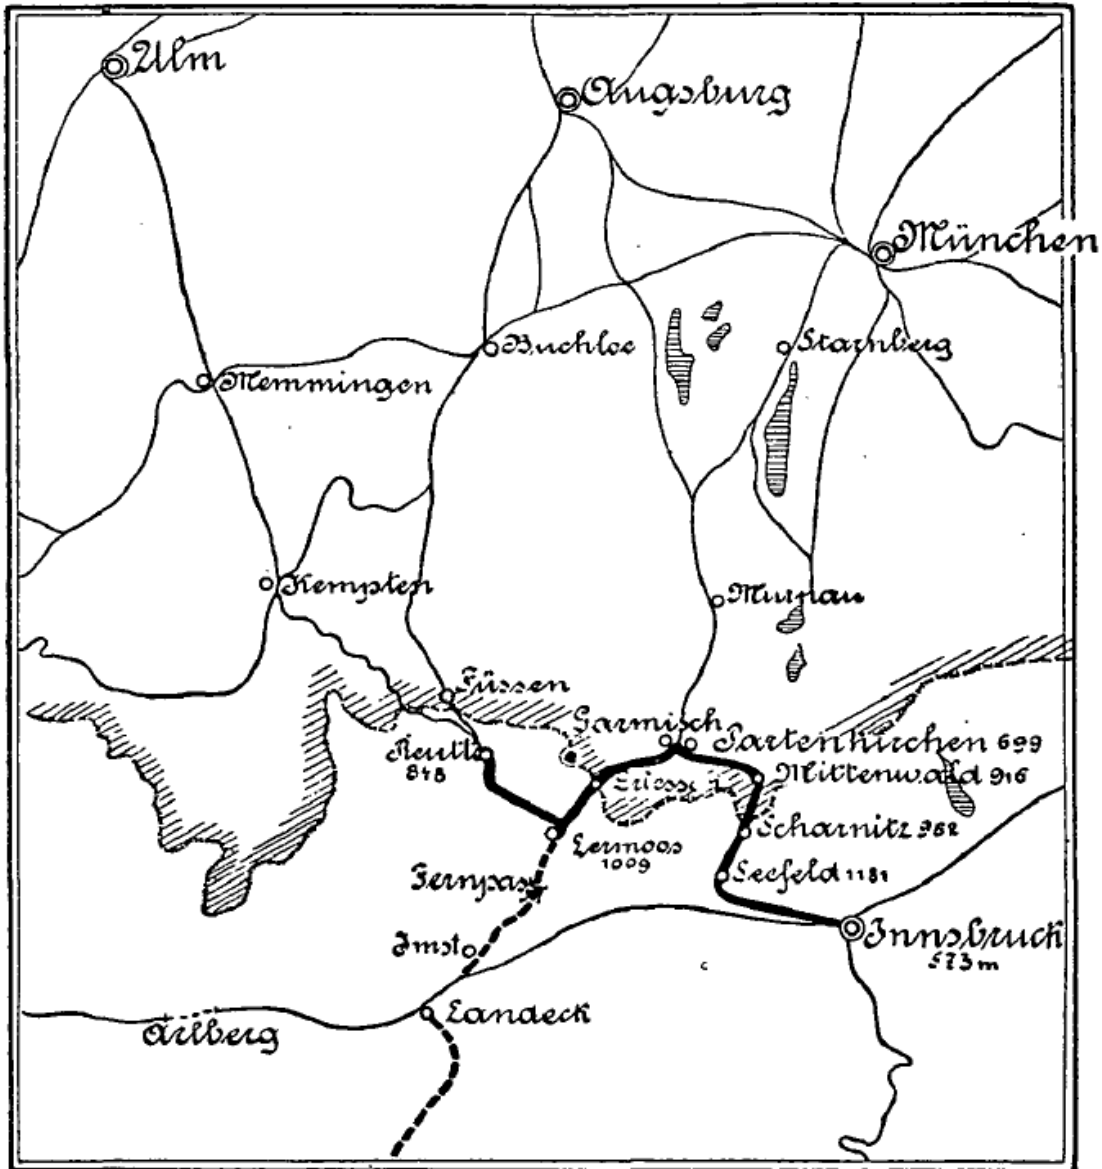 Ulm
Augsburg
München
Buchloe
Starnberg
Memmingen
Kempten
Murnau
Füssen
Garmisch
Partenkirchen 699
Reutte
848
Mittenwald 916
Scharnitz 962
Lermoos
1009
Seefeld 1181
Fernpass
Innsbruck
573 m
Imst
Landeck
Arlberg